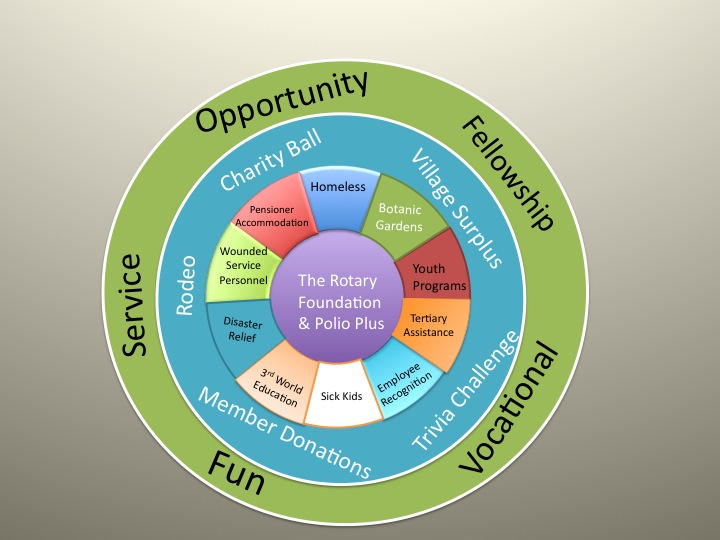 Opportunity
Fellowship
Vocational
Fun
Service
Charity Ball
Village Surplus
Trivia Challenge
Member Donations
Rodeo
Homeless
Botanic
Gardens
Youth
Programs
Tertiary
Assistance
Employee
Recognition
Sick Kids
3rd World
Education
Disaster
Relief
Wounded
Service
Personnel
Pensioner
Accommodation
The Rotary
Foundation
& Polio Plus